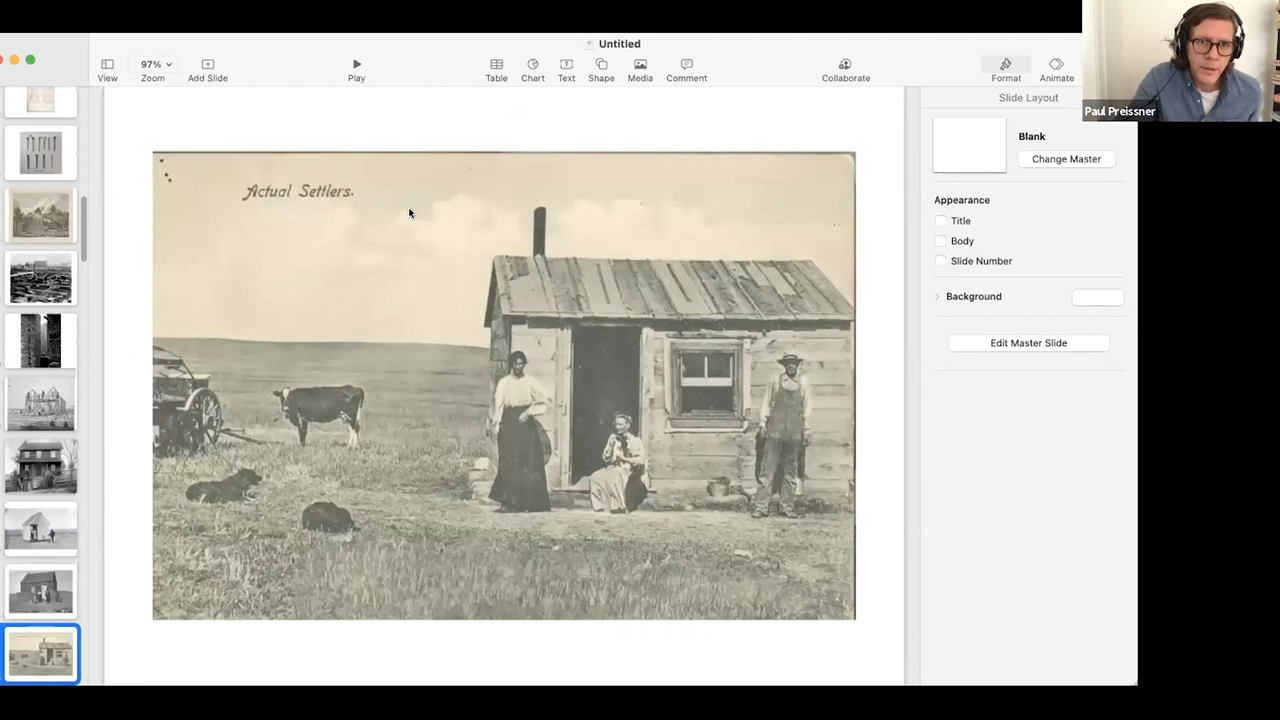 Untitled
97%
View
Zoom
Add Slide
Play
Table
Chart
Text
Shape
Media
Comment
Collaborate
Format
Animate
Paul Preissner
Slide Layout
Blank
Change Master
Appearance
Title
Body
Slide Number
Background
Edit Master Slide
Actual Settlers.